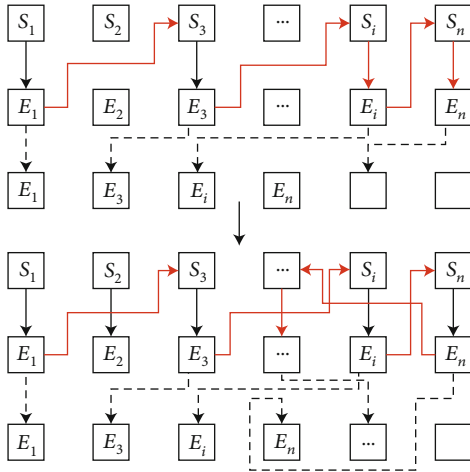 S₁ S₂ S₃ ... Sᵢ Sₙ
E₁ E₂ E₃ ... Eᵢ Eₙ
E₁ E₃ Eᵢ Eₙ
S₁ S₂ S₃ ... Sᵢ Sₙ
E₁ E₂ E₃ ... Eᵢ Eₙ
E₁ E₃ Eᵢ Eₙ ...